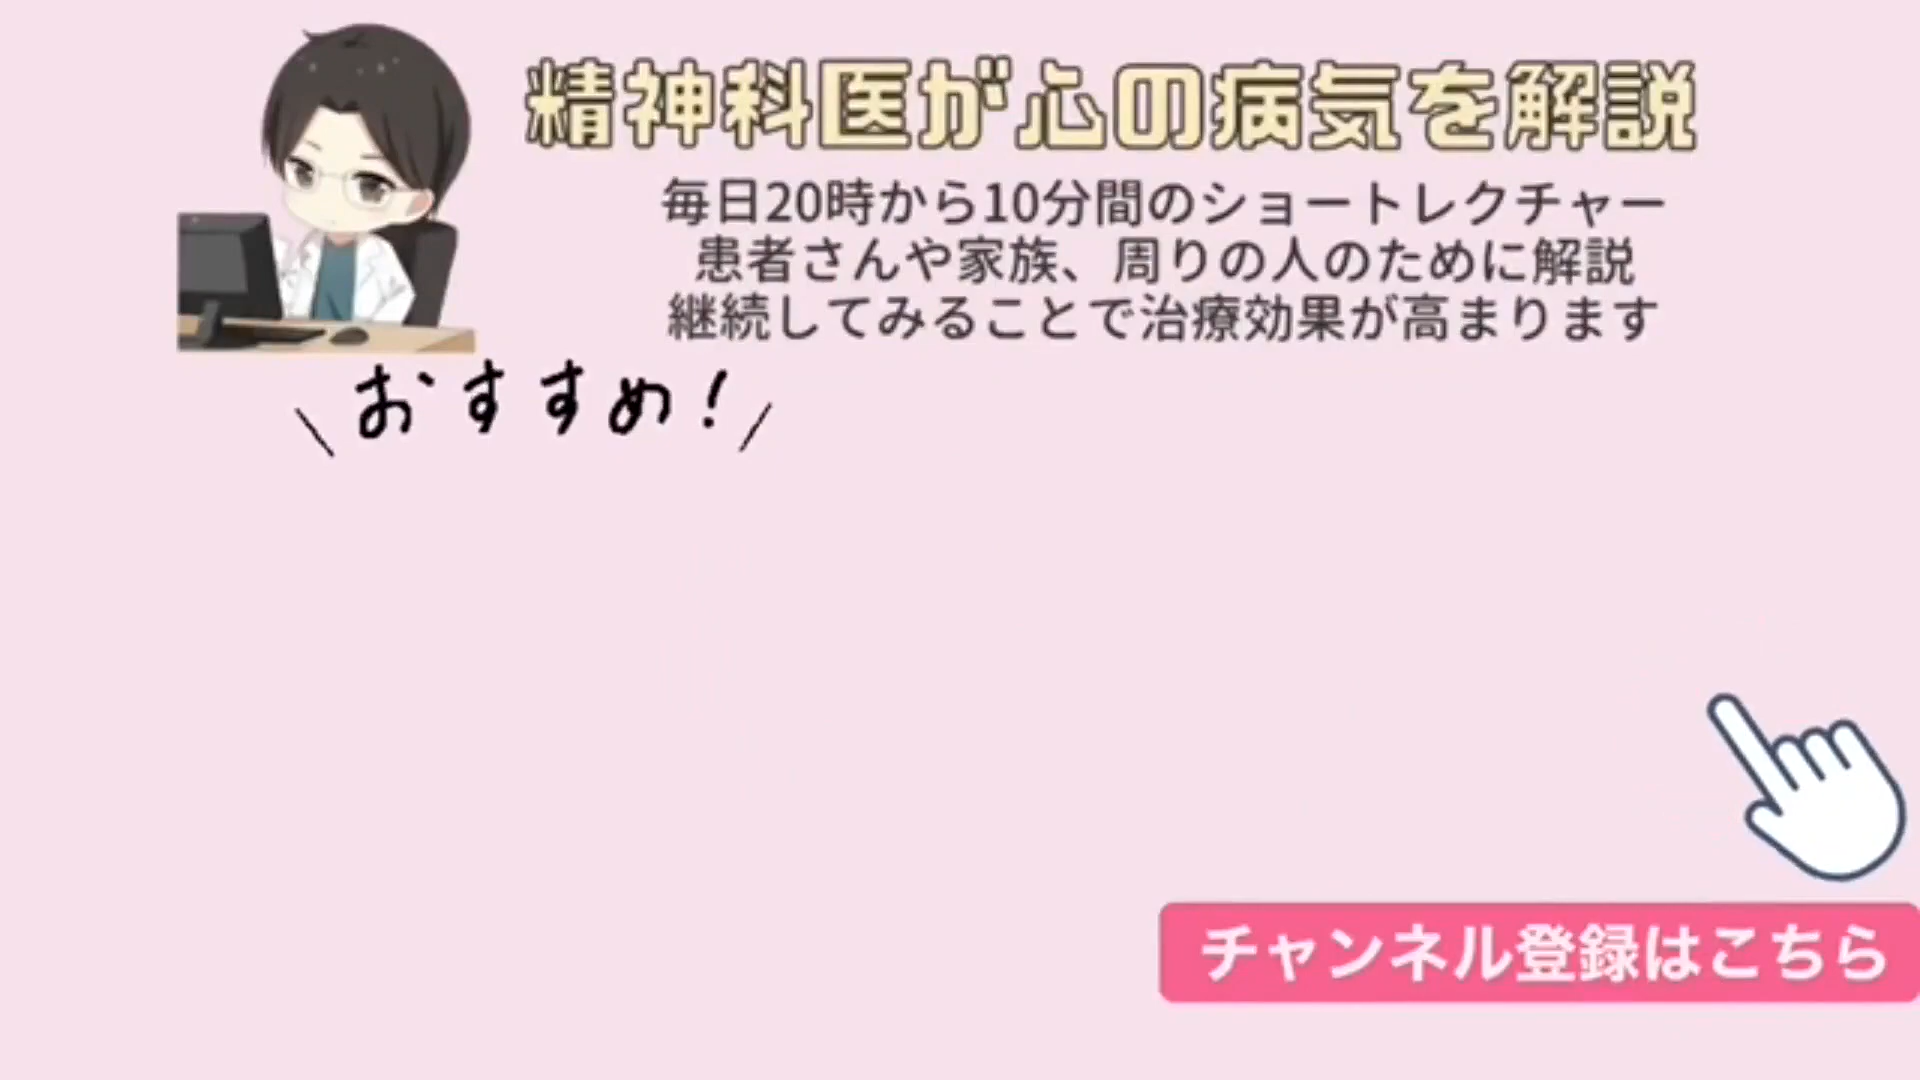 精神科医が心の病気を解説
毎日20時から10分間のショートレクチャー
患者さんや家族、周りの人のために解説
継続してみることで治療効果が高まります
\おすすめ!/
チャンネル登録はこちら